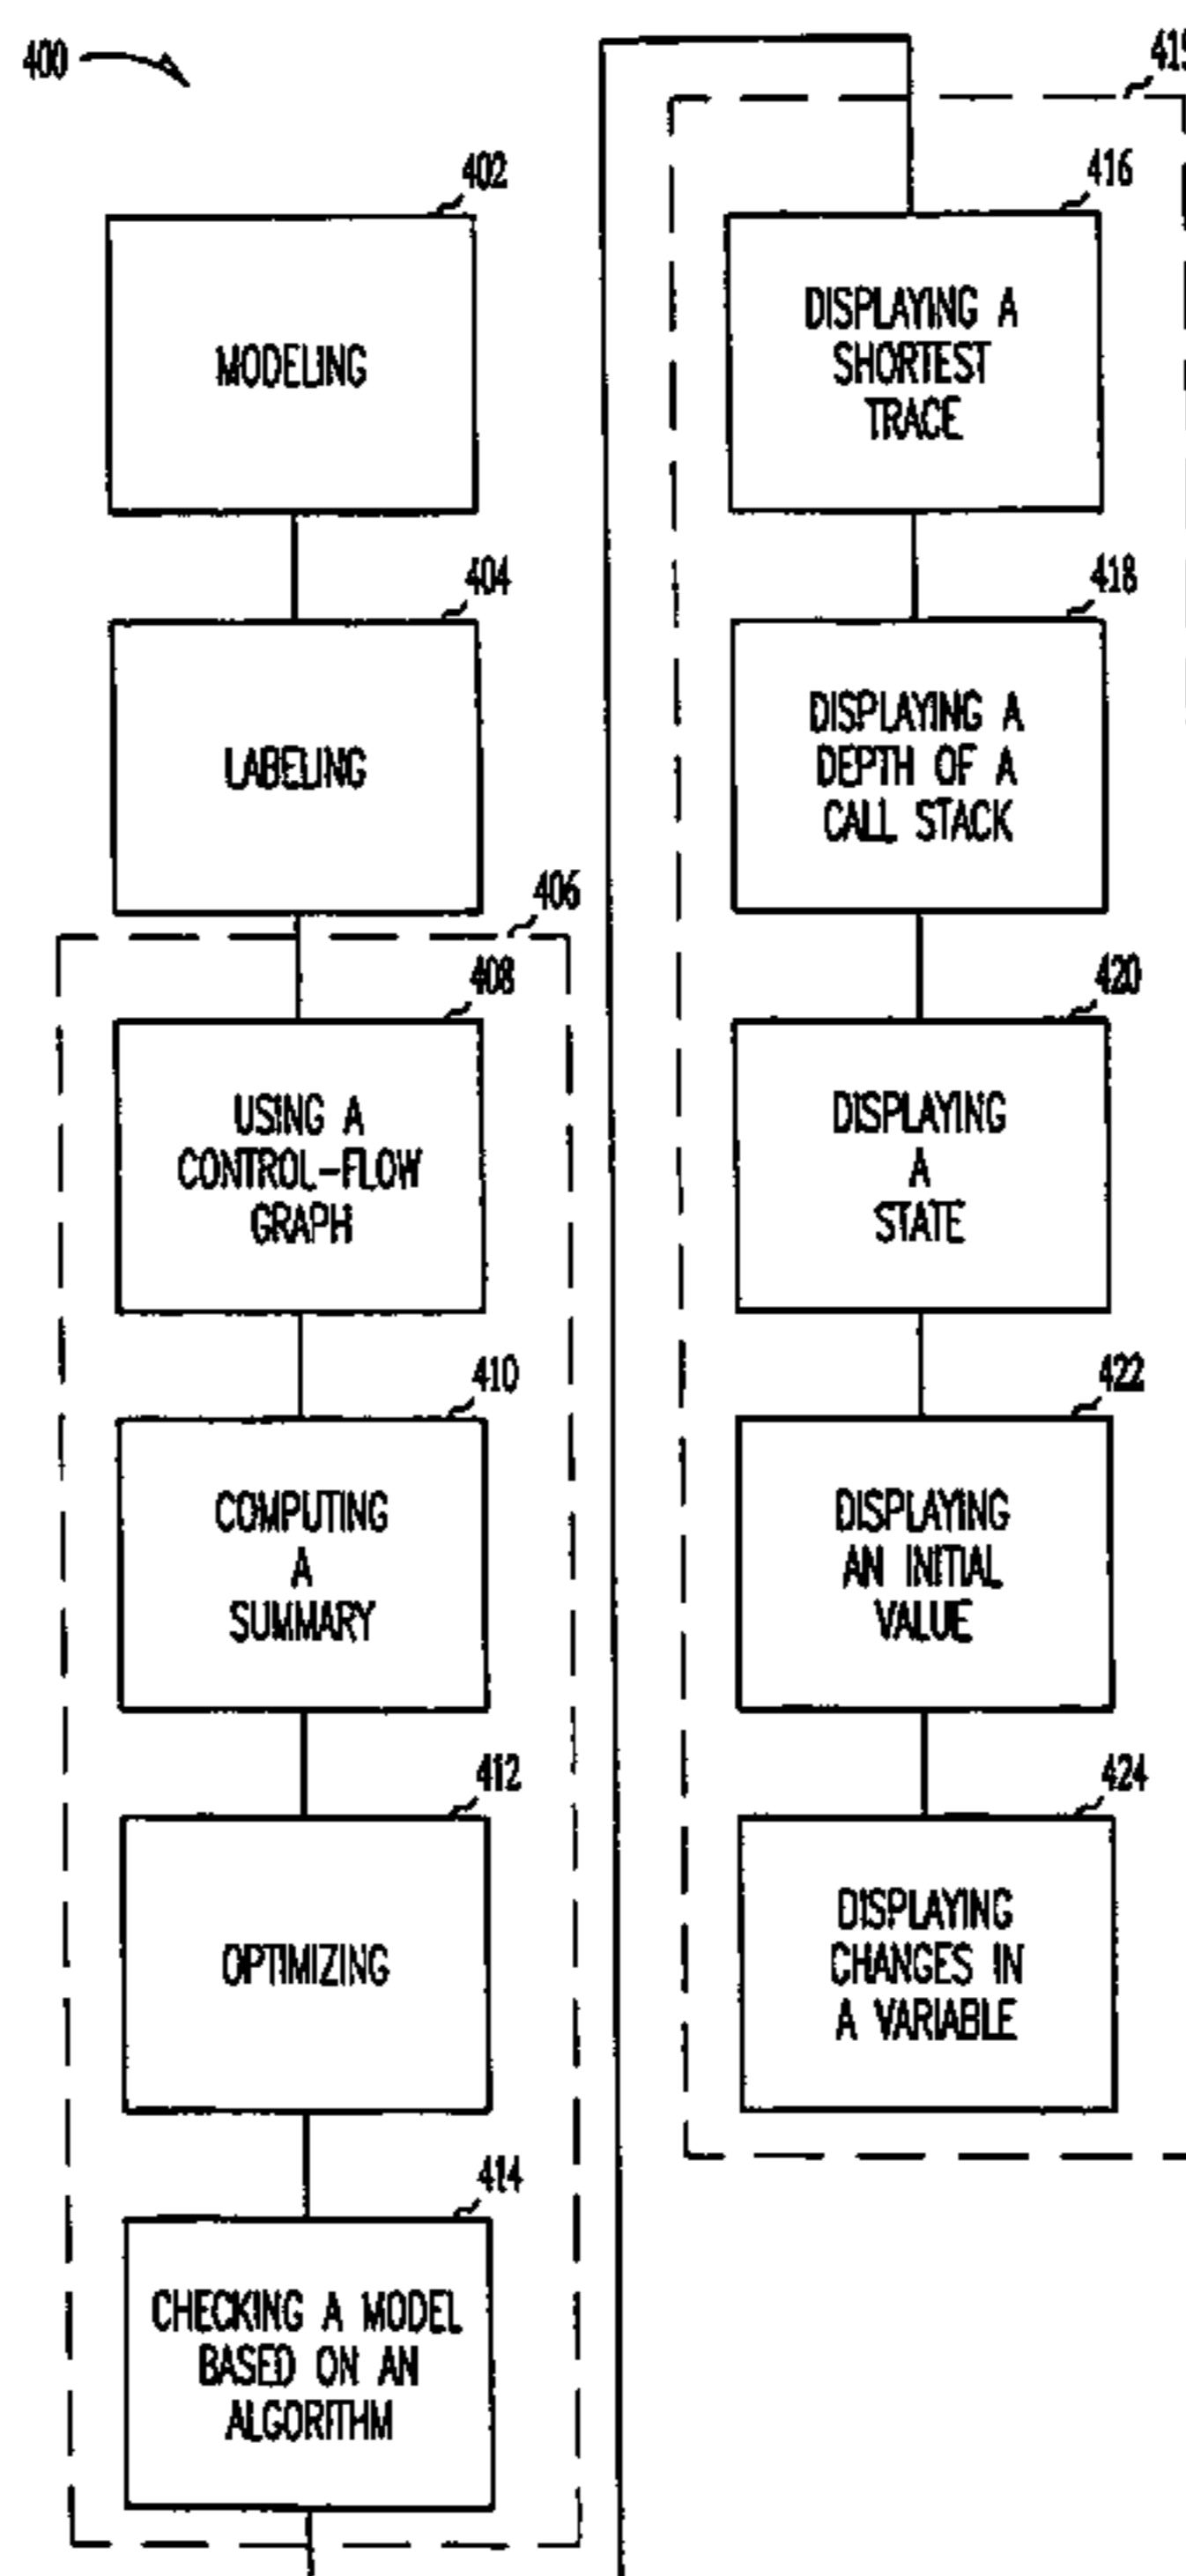 400
402
MODELING
404
LABELING
406
408
USING A
CONTROL-FLOW
GRAPH
410
COMPUTING
A
SUMMARY
412
OPTIMIZING
414
CHECKING A MODEL
BASED ON AN
ALGORITHM
416
DISPLAYING A
SHORTEST
TRACE
418
DISPLAYING A
DEPTH OF A
CALL STACK
420
DISPLAYING
A
STATE
422
DISPLAYING
AN INITIAL
VALUE
424
DISPLAYING
CHANGES IN
A VARIABLE